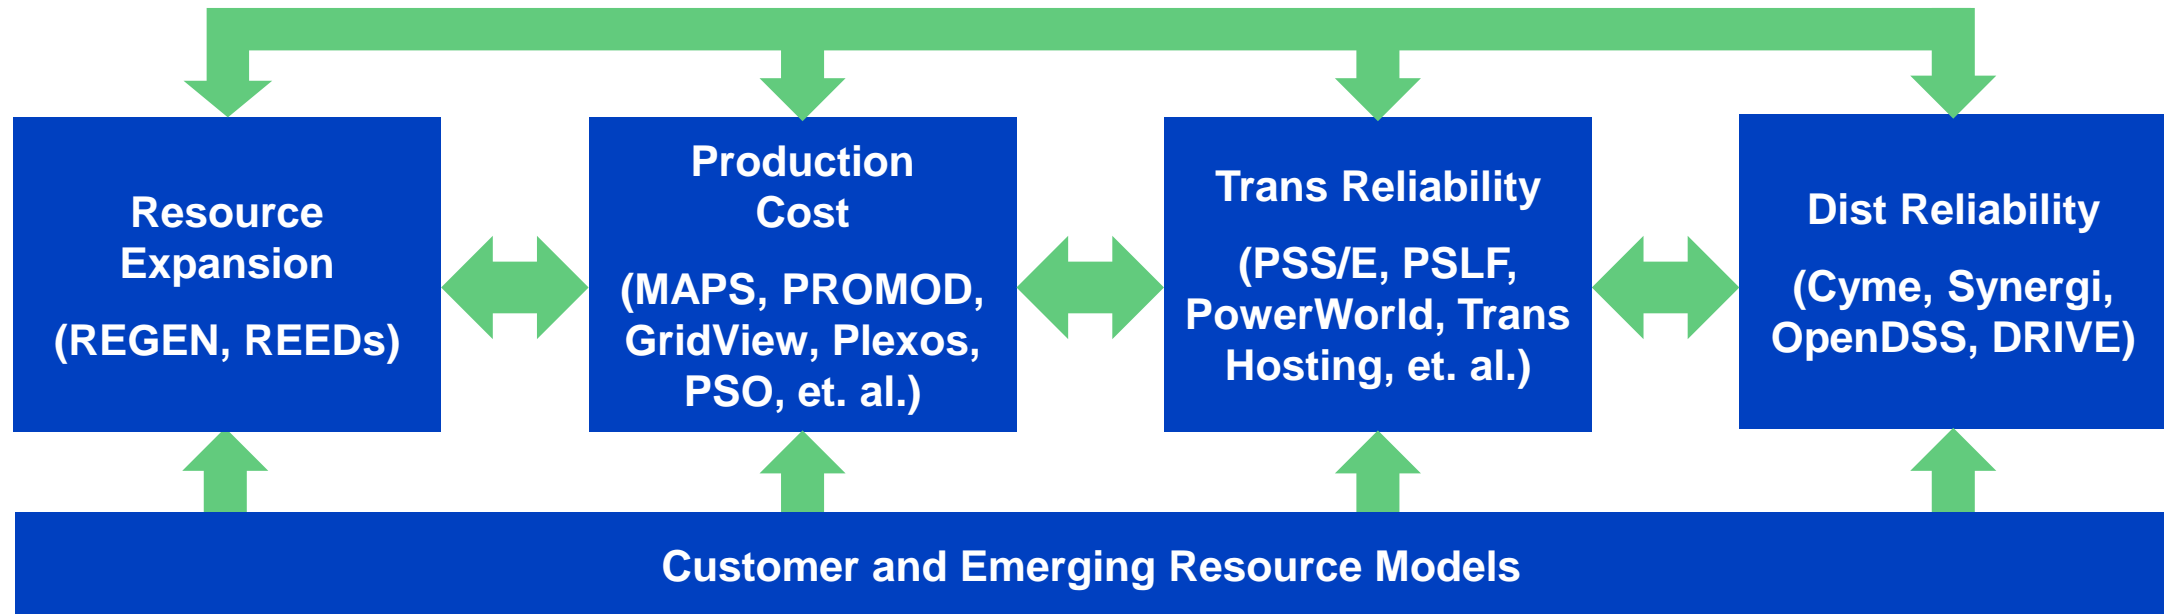 Resource
Expansion
(REGEN, REEDs)
Production
Cost
(MAPS, PROMOD,
GridView, Plexos,
PSO, et. al.)
Trans Reliability
(PSS/E, PSLF,
PowerWorld, Trans
Hosting, et. al.)
Dist Reliability
(Cyme, Synergi,
OpenDSS, DRIVE)
Customer and Emerging Resource Models